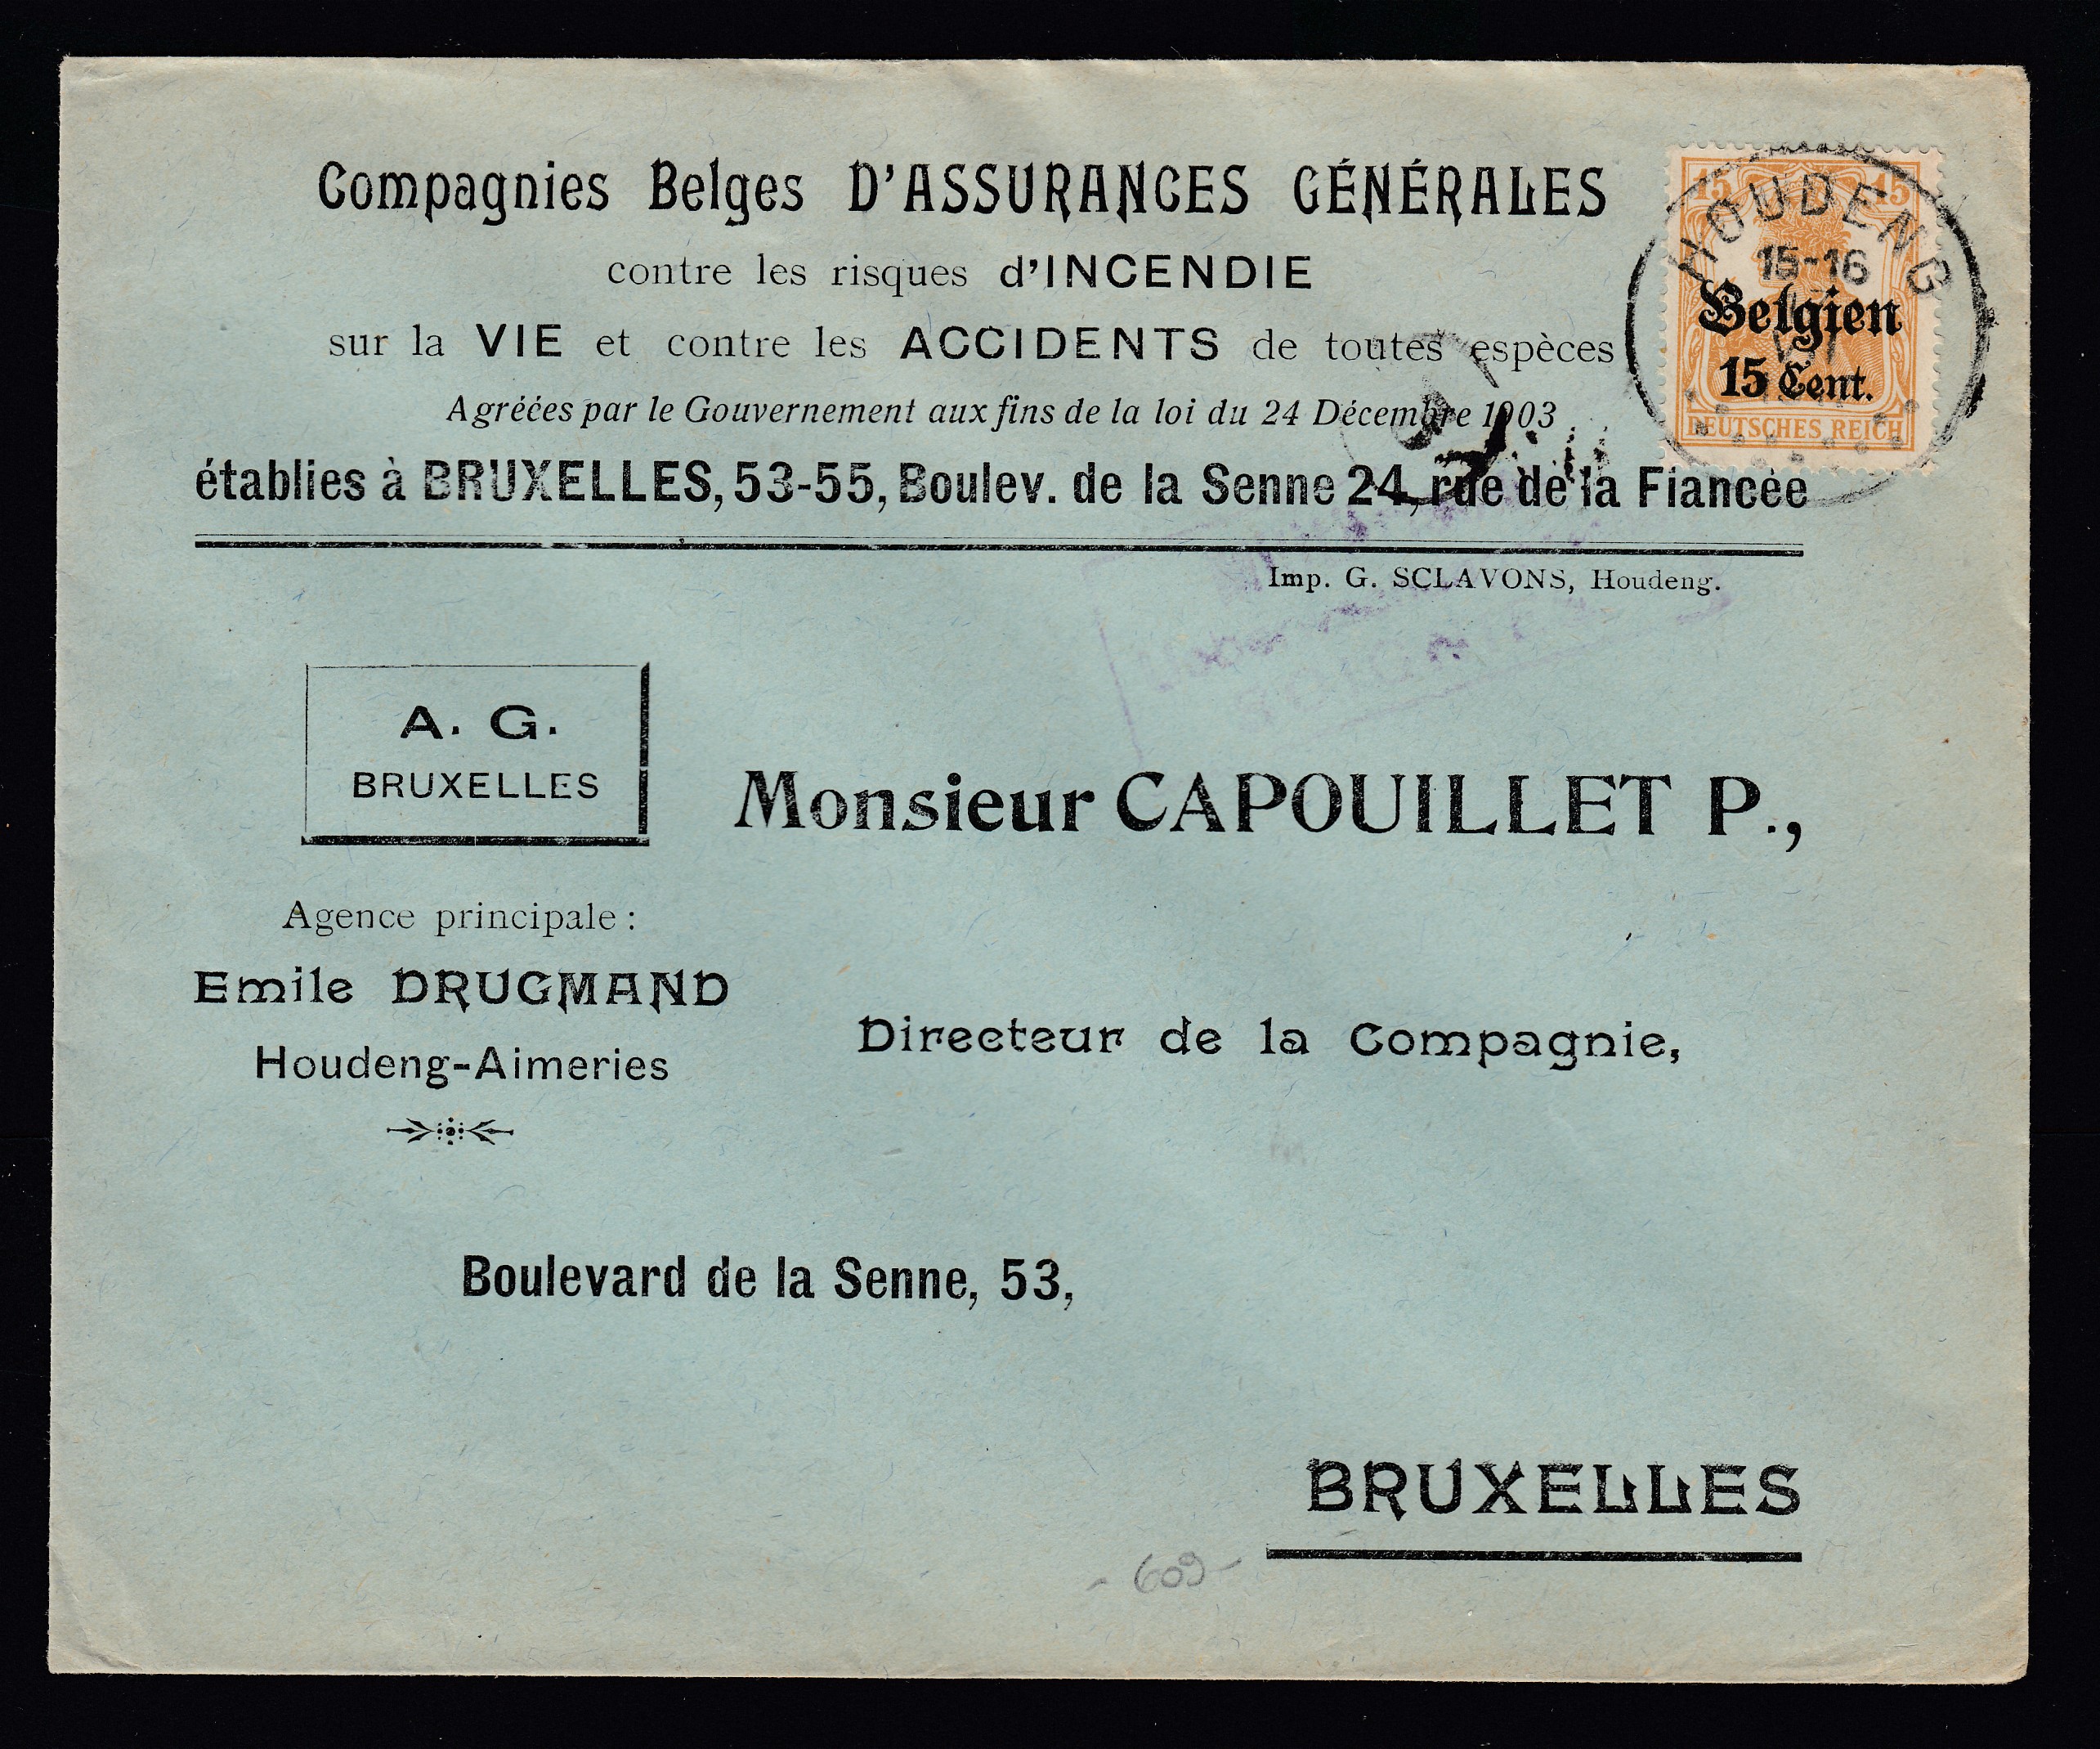 Compagnies Belges D'ASSURANCES GÉNÉRALES
contre les risques d'INCENDIE
sur la VIE et contre les ACCIDENTS de toutes espèces
Agréées par le Gouvernement aux fins de la loi du 24 Décembre 1903
établies à BRUXELLES, 53-55, Boulev. de la Senne 24, rue de la Fiancée
Imp. G. SCLAVONS, Houdeng.
15 15
HOUDENG
15-16
Belgien
15 Cent.
DEUTSCHES REICH
A. G.
BRUXELLES
Agence principale :
Emile DRUGMAND
Houdeng-Aimeries
Monsieur CAPOUILLET P.,
Directeur de la Compagnie,
Boulevard de la Senne, 53,
BRUXELLES
- 609 -